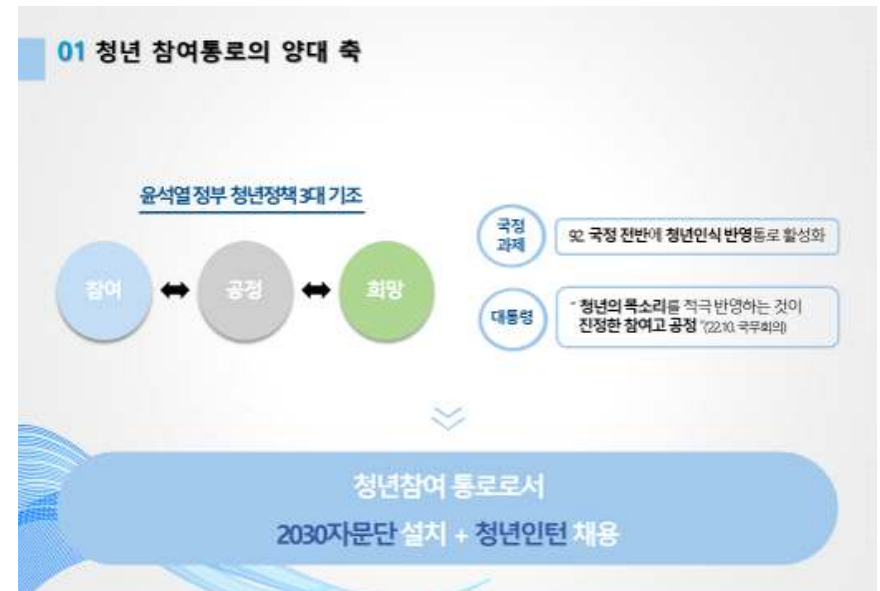 01 청년 참여통로의 양대 축
윤석열 정부 청년정책 3대 기조
참여
공정
희망
국정
과제
92. 국정 전반에 청년인식 반영통로 활성화
대통령
“ 청년의 목소리를 적극 반영하는 것이
진정한 참여고 공정 ”(22.10. 국무회의)
청년참여 통로로서
2030자문단 설치 + 청년인턴 채용